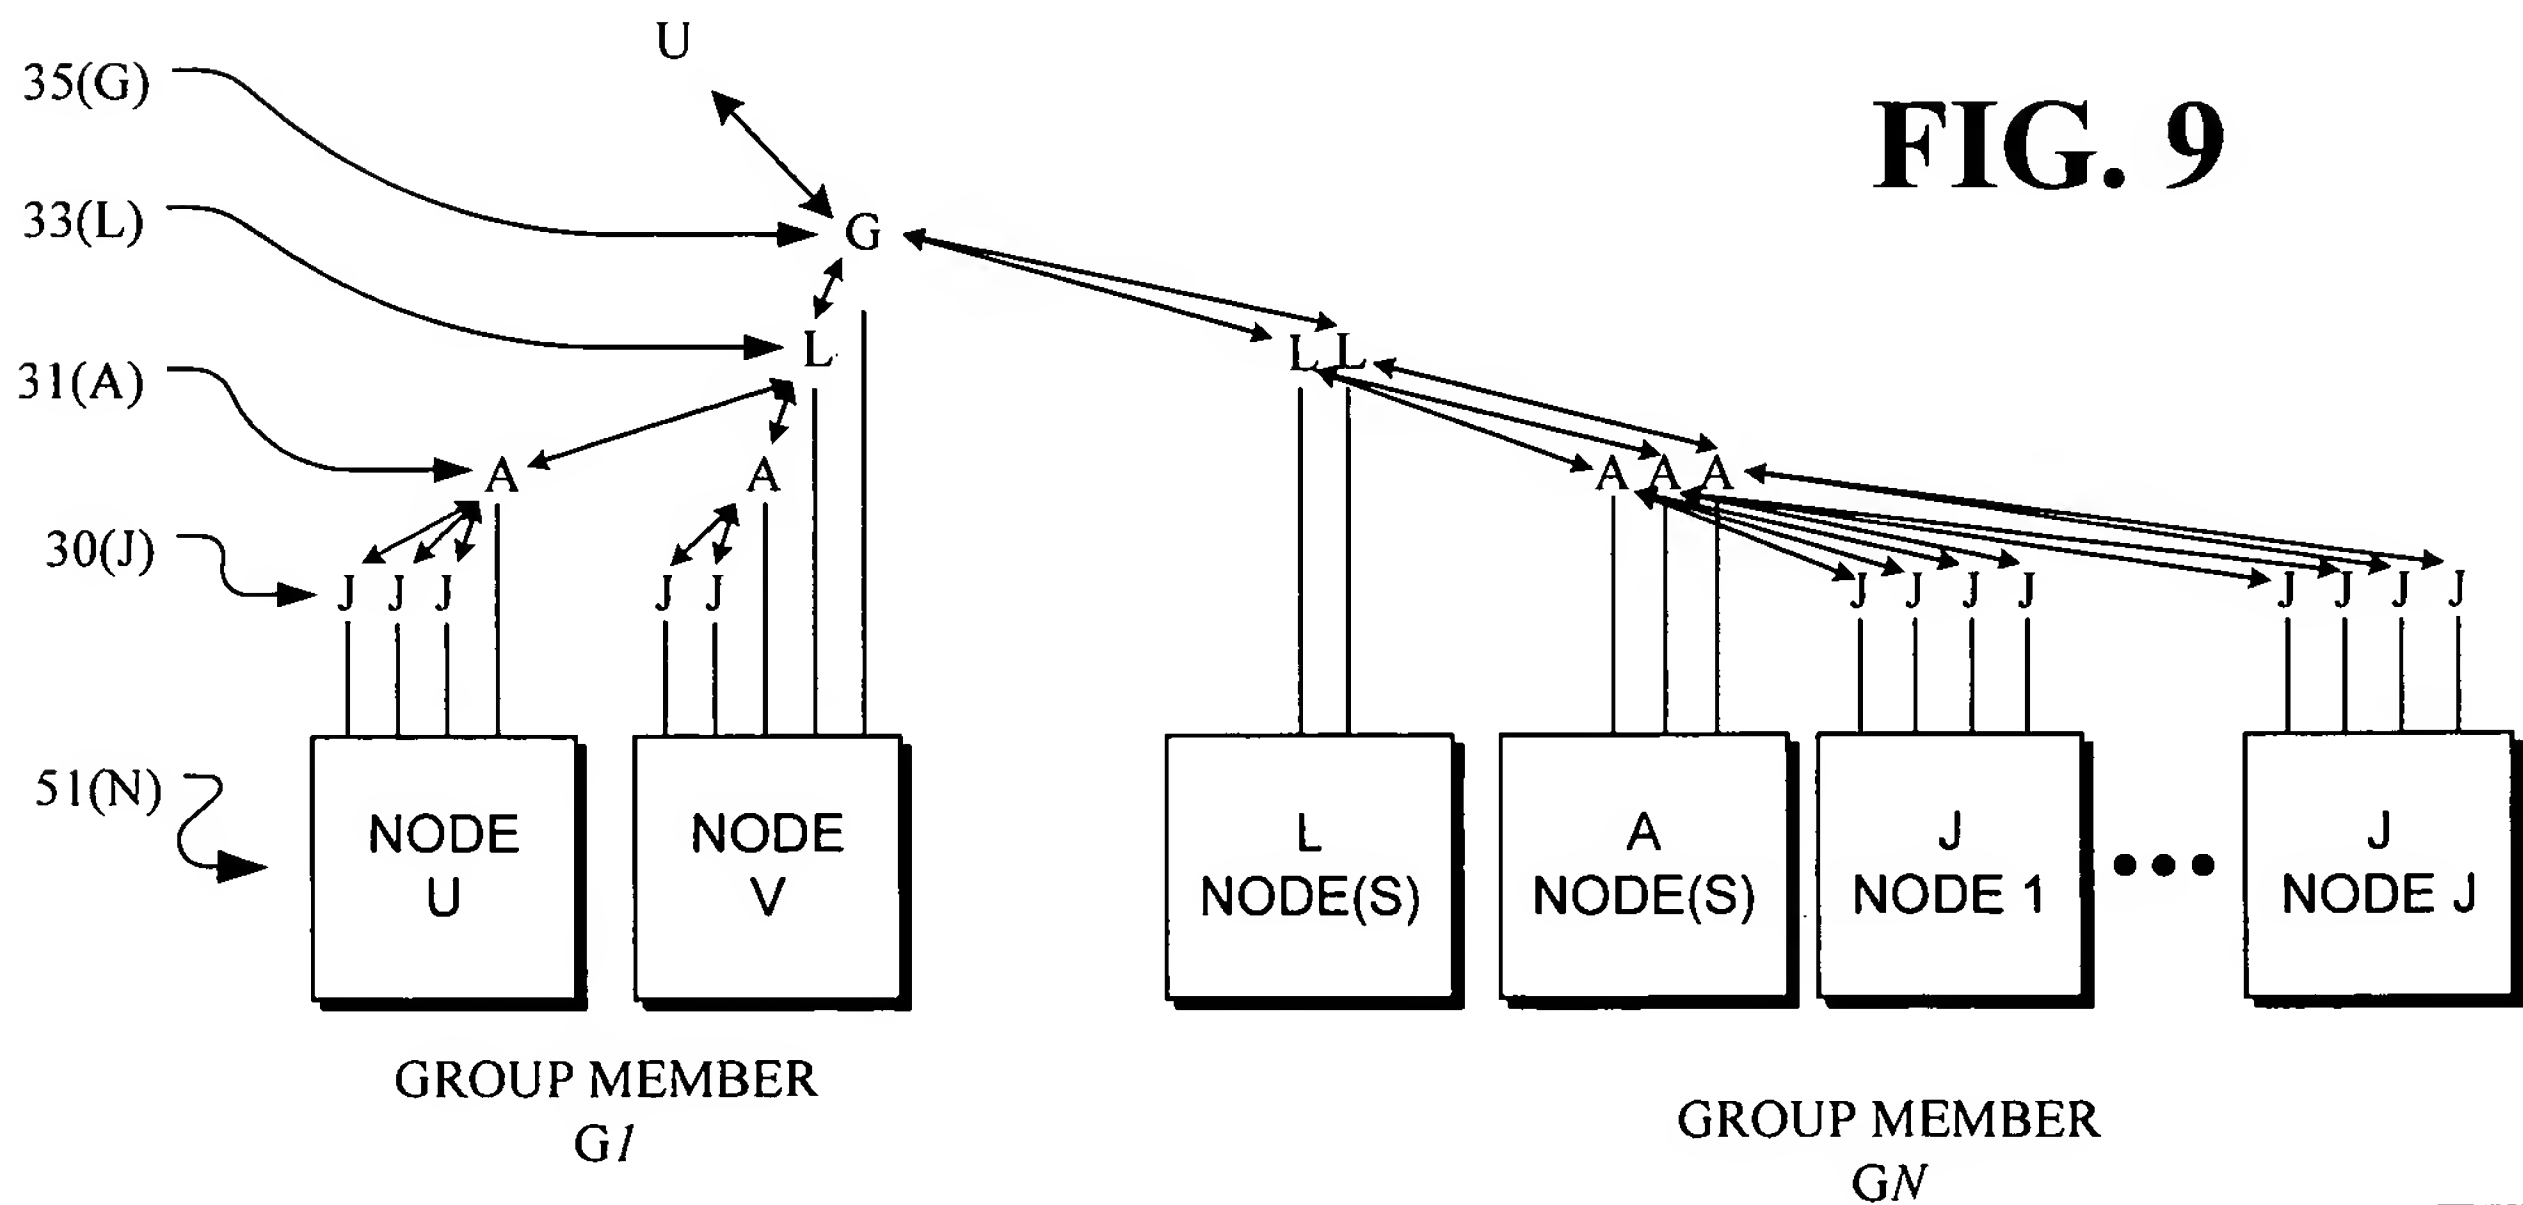 U
35(G)
FIG. 9
33(L)
G
L
L L
31(A)
A
A
A A A
30(J)
J J J
J J
J J J J
J J J J
51(N)
NODE
U
NODE
V
L
NODE(S)
A
NODE(S)
J
NODE 1
•••
J
NODE J
GROUP MEMBER
G1
GROUP MEMBER
GN